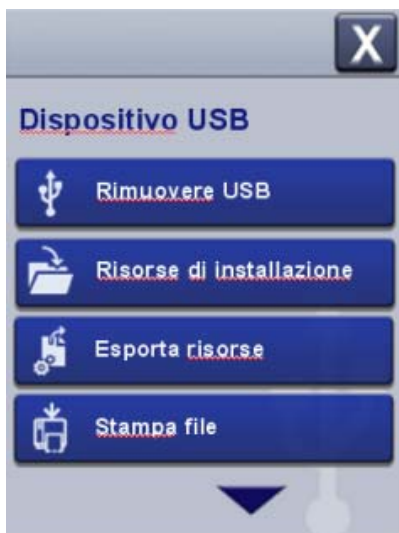 X
Dispositivo USB
Rimuovere USB
Risorse di installazione
Esporta risorse
Stampa file